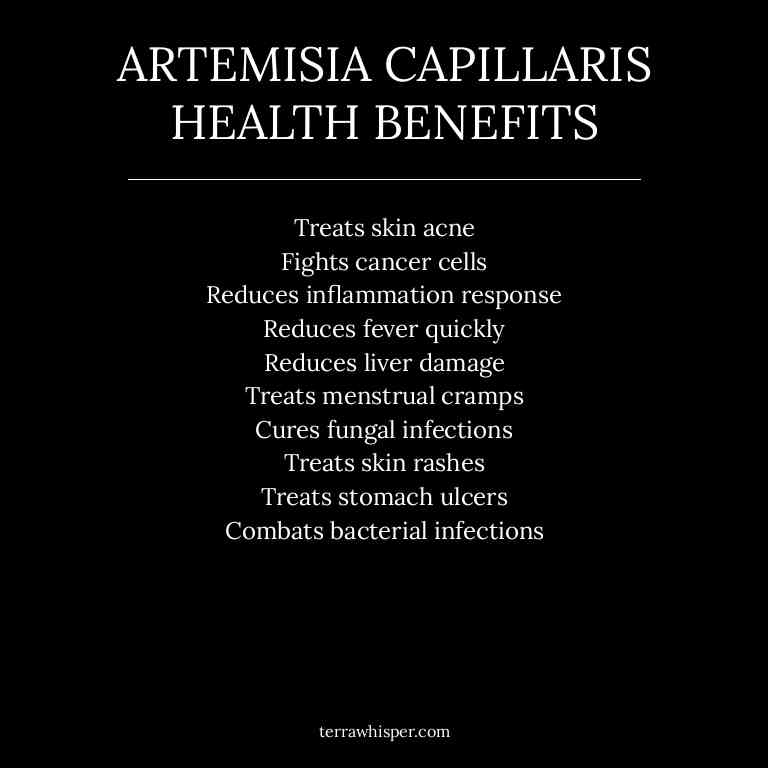 ARTEMISIA CAPILLARIS
HEALTH BENEFITS
Treats skin acne
Fights cancer cells
Reduces inflammation response
Reduces fever quickly
Reduces liver damage
Treats menstrual cramps
Cures fungal infections
Treats skin rashes
Treats stomach ulcers
Combats bacterial infections
terrawhisper.com